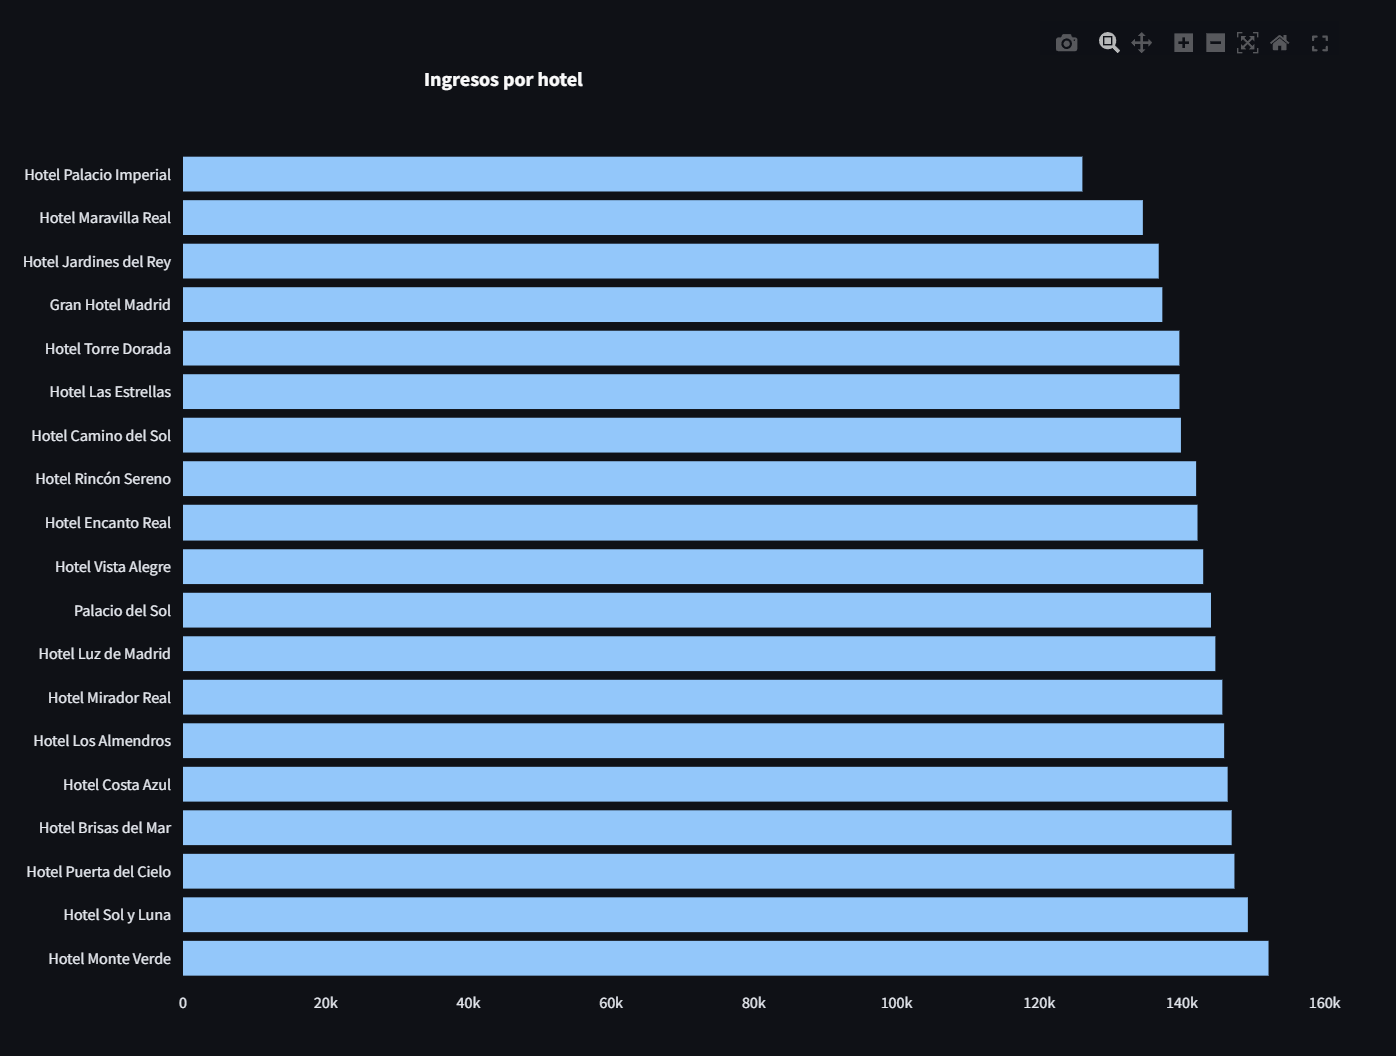 Ingresos por hotel
Hotel Palacio Imperial
Hotel Maravilla Real
Hotel Jardines del Rey
Gran Hotel Madrid
Hotel Torre Dorada
Hotel Las Estrellas
Hotel Camino del Sol
Hotel Rincón Sereno
Hotel Encanto Real
Hotel Vista Alegre
Palacio del Sol
Hotel Luz de Madrid
Hotel Mirador Real
Hotel Los Almendros
Hotel Costa Azul
Hotel Brisas del Mar
Hotel Puerta del Cielo
Hotel Sol y Luna
Hotel Monte Verde
0 20k 40k 60k 80k 100k 120k 140k 160k